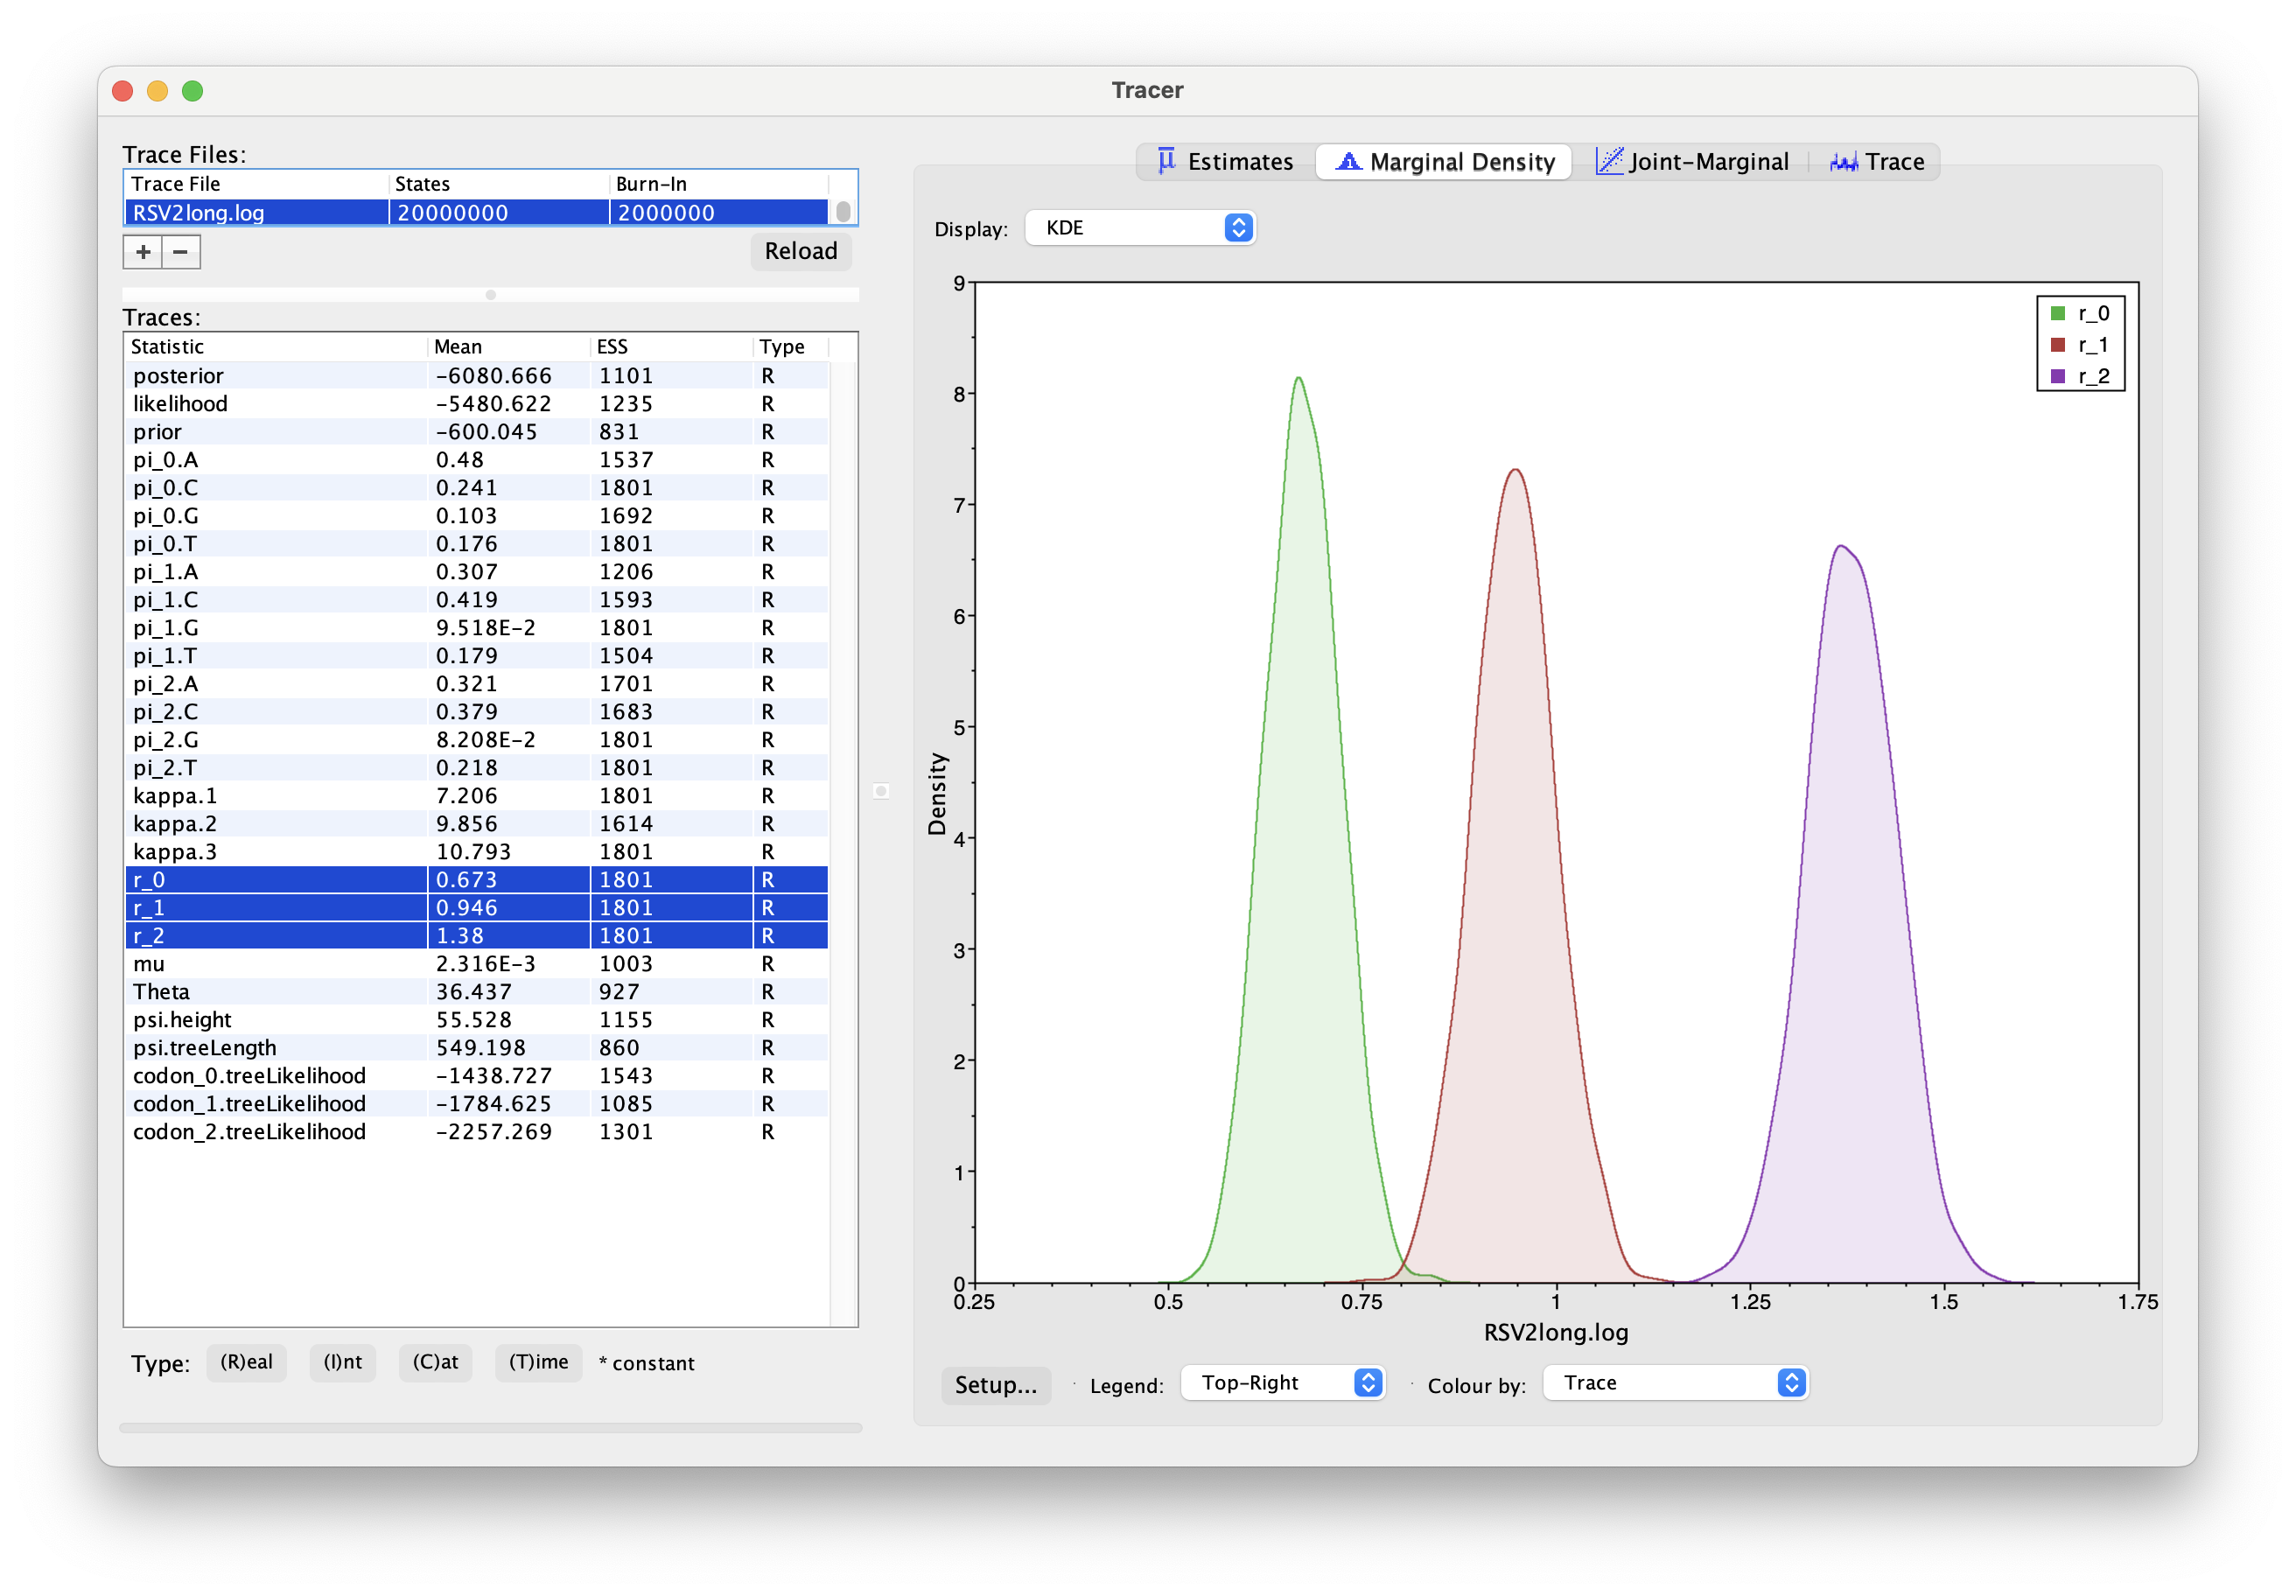 Tracer
Trace Files:
Trace File States Burn-In
RSV2long.log 20000000 2000000
+ −
Reload
Traces:
Statistic Mean ESS Type
posterior -6080.666 1101 R
likelihood -5480.622 1235 R
prior -600.045 831 R
pi_0.A 0.48 1537 R
pi_0.C 0.241 1801 R
pi_0.G 0.103 1692 R
pi_0.T 0.176 1801 R
pi_1.A 0.307 1206 R
pi_1.C 0.419 1593 R
pi_1.G 9.518E-2 1801 R
pi_1.T 0.179 1504 R
pi_2.A 0.321 1701 R
pi_2.C 0.379 1683 R
pi_2.G 8.208E-2 1801 R
pi_2.T 0.218 1801 R
kappa.1 7.206 1801 R
kappa.2 9.856 1614 R
kappa.3 10.793 1801 R
r_0 0.673 1801 R
r_1 0.946 1801 R
r_2 1.38 1801 R
mu 2.316E-3 1003 R
Theta 36.437 927 R
psi.height 55.528 1155 R
psi.treeLength 549.198 860 R
codon_0.treeLikelihood -1438.727 1543 R
codon_1.treeLikelihood -1784.625 1085 R
codon_2.treeLikelihood -2257.269 1301 R
Type: (R)eal (I)nt (C)at (T)ime * constant
μ Estimates Marginal Density Joint-Marginal Trace
Display: KDE
9
8
7
6
5
4
3
2
1
0
Density
r_0
r_1
r_2
0.25 0.5 0.75 1 1.25 1.5 1.75
RSV2long.log
Setup... Legend: Top-Right Colour by: Trace